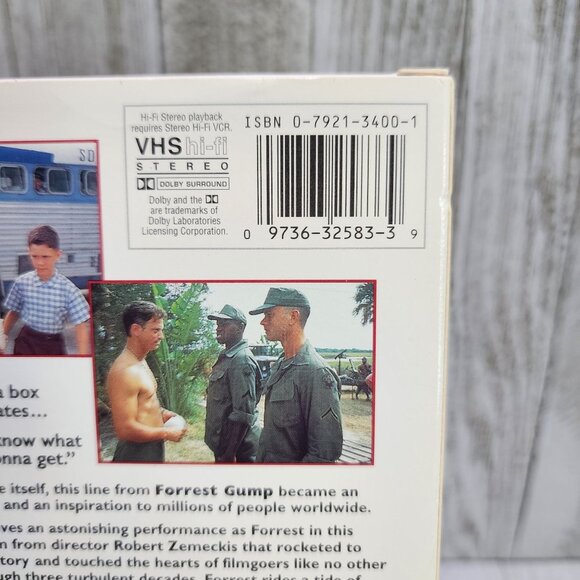 Hi-Fi Stereo playback
requires Stereo Hi-Fi VCR.
VHS hi-fi
STEREO
DOLBY SURROUND
Dolby and the
are trademarks of
Dolby Laboratories
Licensing Corporation.
ISBN 0-7921-3400-1
0 9736-32583-3 9
SD
a box
ates...
know what
onna get.”
e itself, this line from Forrest Gump became an
and an inspiration to millions of people worldwide.
ves an astonishing performance as Forrest in this
n from director Robert Zemeckis that rocketed to
tory and touched the hearts of filmgoers like no other
ugh three turbulent decades, Forrest rides a tide of